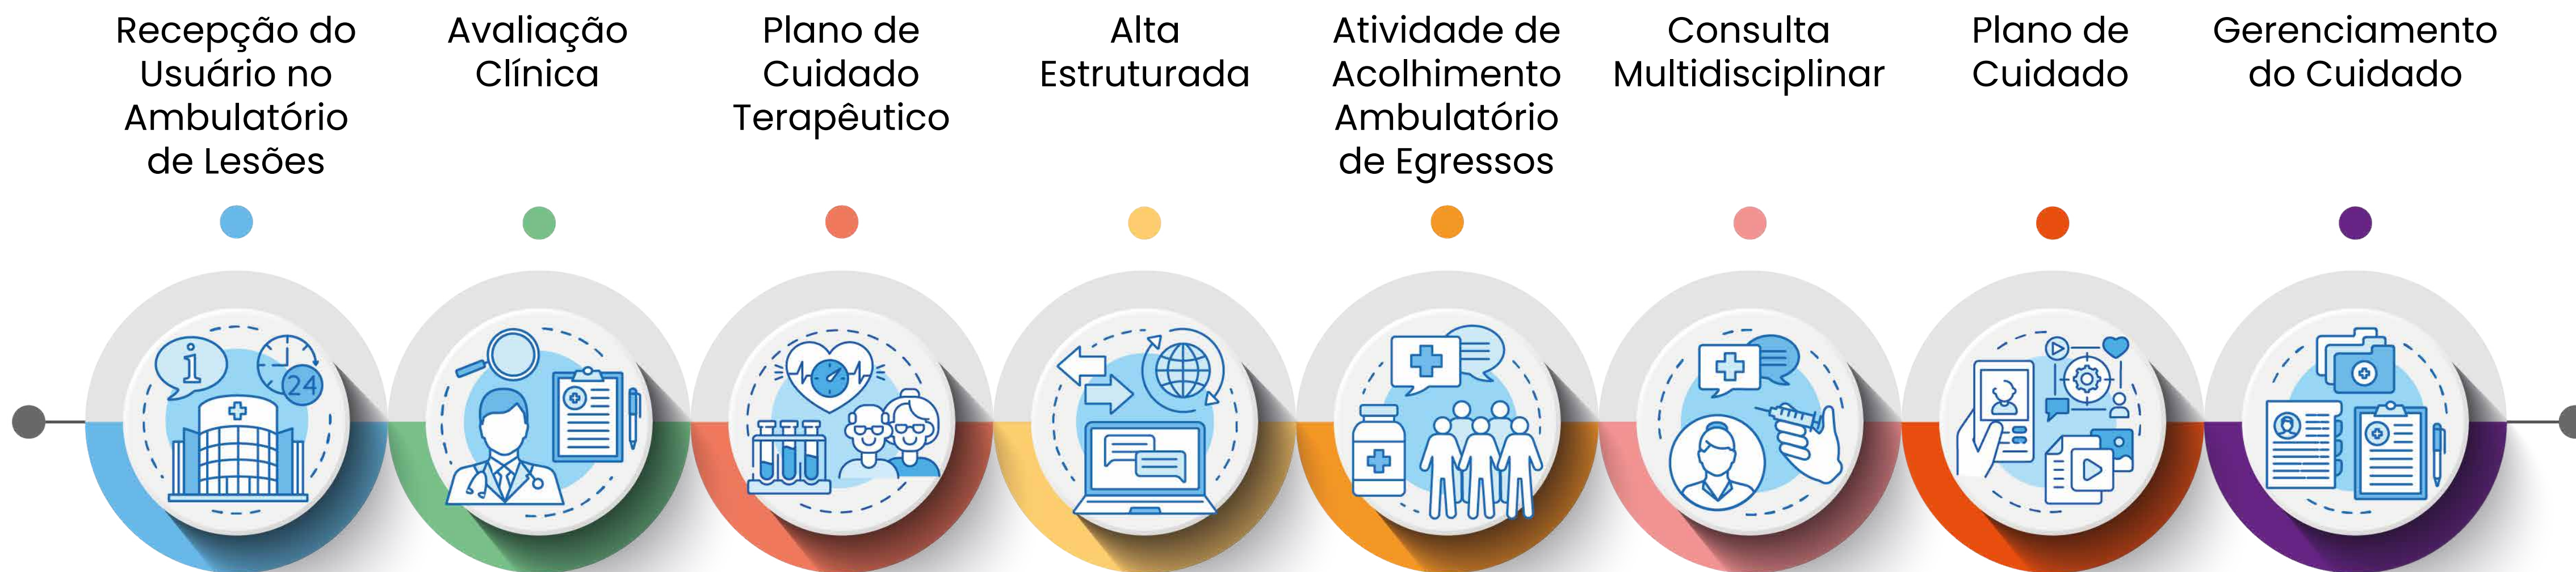 Recepção do
Usuário no
Ambulatório
de Lesões
Avaliação
Clínica
Plano de
Cuidado
Terapêutico
Alta
Estruturada
Atividade de
Acolhimento
Ambulatório
de Egressos
Consulta
Multidisciplinar
Plano de
Cuidado
Gerenciamento
do Cuidado
i
24